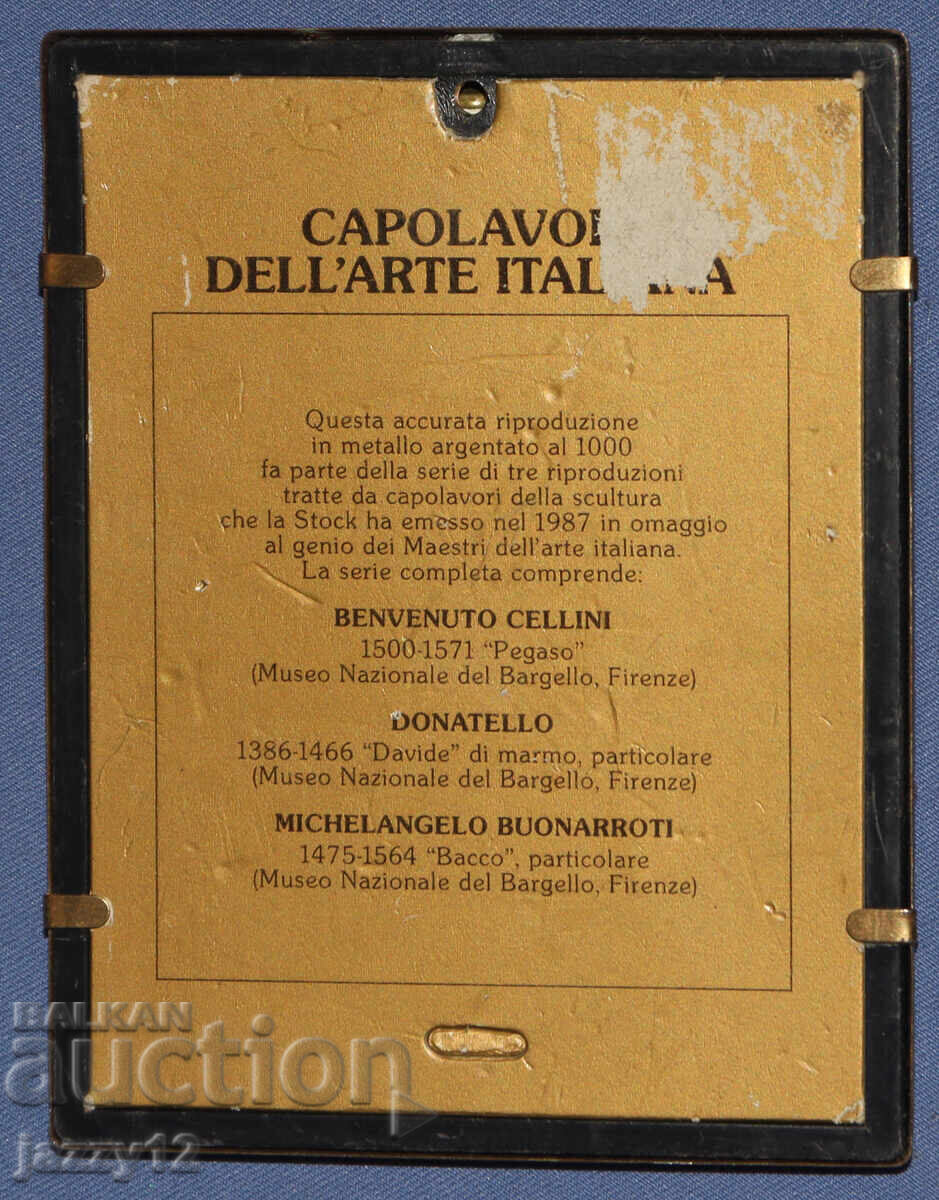 CAPOLAVO
DELL'ARTE
Questa accurata riproduzione
in metallo argentato al 1000
fa parte della serie di tre riproduzioni
tratte da capolavori della scultura
che la Stock ha emesso nel 1987 in omaggio
al genio dei Maestri dell'arte italiana.
La serie completa comprende:
BENVENUTO CELLINI
1500-1571 “Pegaso”
(Museo Nazionale del Bargello, Firenze)
DONATELLO
1386-1466 “Davide” di marmo, particolare
(Museo Nazionale del Bargello, Firenze)
MICHELANGELO BUONARROTI
1475-1564 “Bacco”, particolare
(Museo Nazionale del Bargello, Firenze)
BALKAN
auction
jazzy12